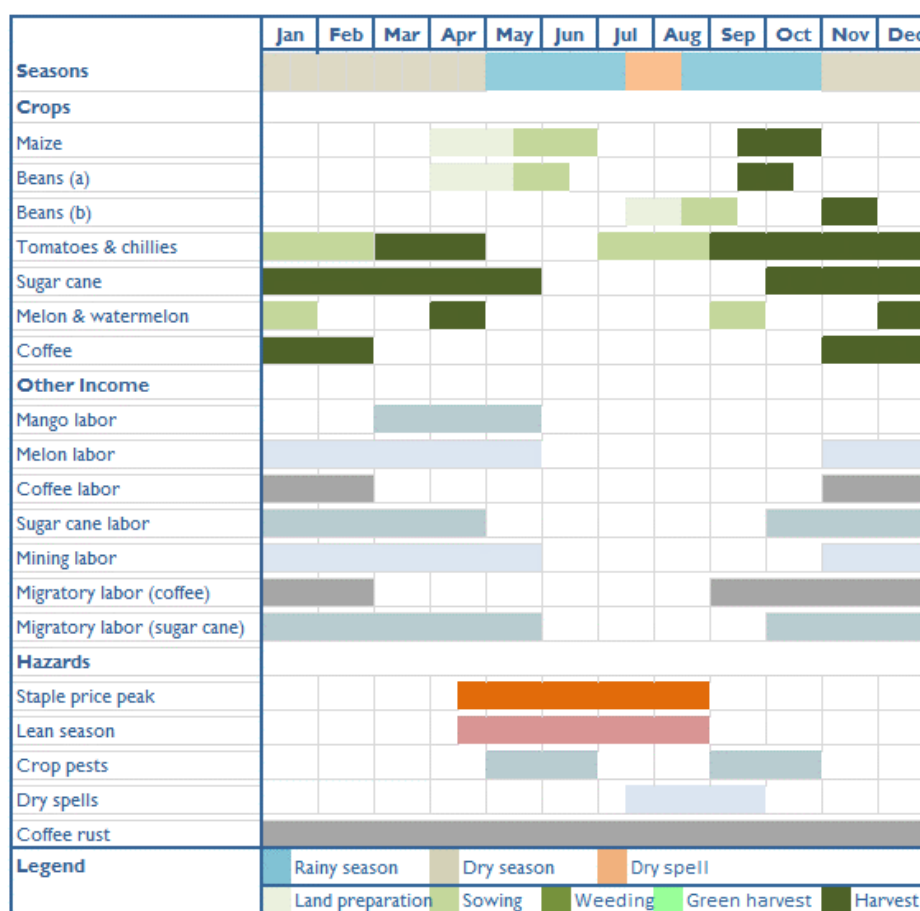 Jan Feb Mar Apr May Jun Jul Aug Sep Oct Nov Dec
Seasons
Crops
Maize
Beans (a)
Beans (b)
Tomatoes & chillies
Sugar cane
Melon & watermelon
Coffee
Other Income
Mango labor
Melon labor
Coffee labor
Sugar cane labor
Mining labor
Migratory labor (coffee)
Migratory labor (sugar cane)
Hazards
Staple price peak
Lean season
Crop pests
Dry spells
Coffee rust
Legend Rainy season Dry season Dry spell
Land preparation Sowing Weeding Green harvest Harvest